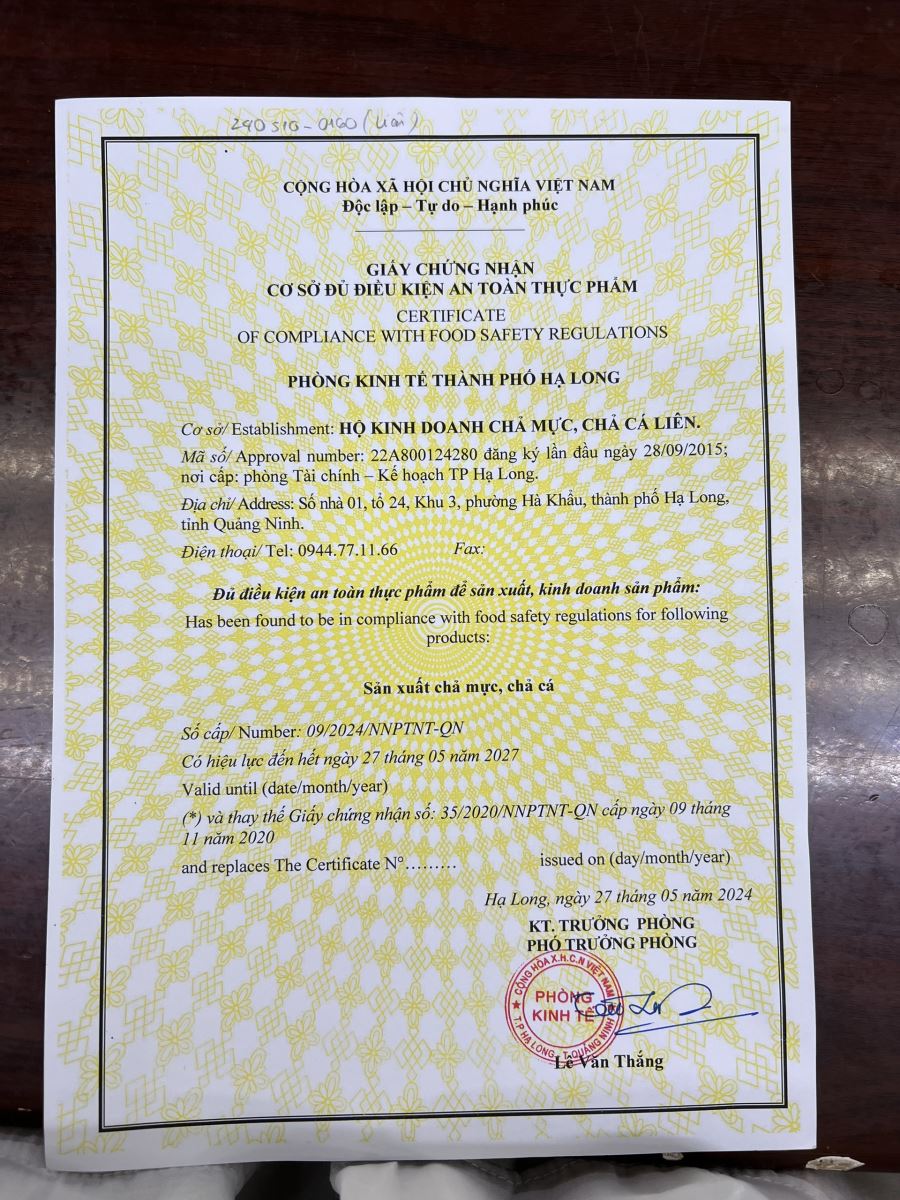 240510-0160 (Liên)
CỘNG HÒA XÃ HỘI CHỦ NGHĨA VIỆT NAM
Độc lập – Tự do – Hạnh phúc
GIẤY CHỨNG NHẬN
CƠ SỞ ĐỦ ĐIỀU KIỆN AN TOÀN THỰC PHẨM
CERTIFICATE
OF COMPLIANCE WITH FOOD SAFETY REGULATIONS
PHÒNG KINH TẾ THÀNH PHỐ HẠ LONG
Cơ sở/ Establishment: HỘ KINH DOANH CHẢ MỰC, CHẢ CÁ LIÊN.
Mã số/ Approval number: 22A800124280 đăng ký lần đầu ngày 28/09/2015;
nơi cấp: phòng Tài chính – Kế hoạch TP Hạ Long.
Địa chỉ/ Address: Số nhà 01, tổ 24, Khu 3, phường Hà Khẩu, thành phố Hạ Long,
tỉnh Quảng Ninh.
Điện thoại/ Tel: 0944.77.11.66 Fax:
Đủ điều kiện an toàn thực phẩm để sản xuất, kinh doanh sản phẩm:
Has been found to be in compliance with food safety regulations for following
products:
Sản xuất chả mực, chả cá
Số cấp/ Number: 09/2024/NNPTNT-QN
Có hiệu lực đến hết ngày 27 tháng 05 năm 2027
Valid until (date/month/year)
(*) và thay thế Giấy chứng nhận số: 35/2020/NNPTNT-QN cấp ngày 09 tháng
11 năm 2020
and replaces The Certificate N°……… issued on (day/month/year)
Hạ Long, ngày 27 tháng 05 năm 2024
KT. TRƯỞNG PHÒNG
PHÓ TRƯỞNG PHÒNG
CỘNG HÒA X.H.C.N VIỆT NAM
PHÒNG
KINH TẾ
T.P HẠ LONG - T.QUẢNG NINH
Lê Văn Thắng